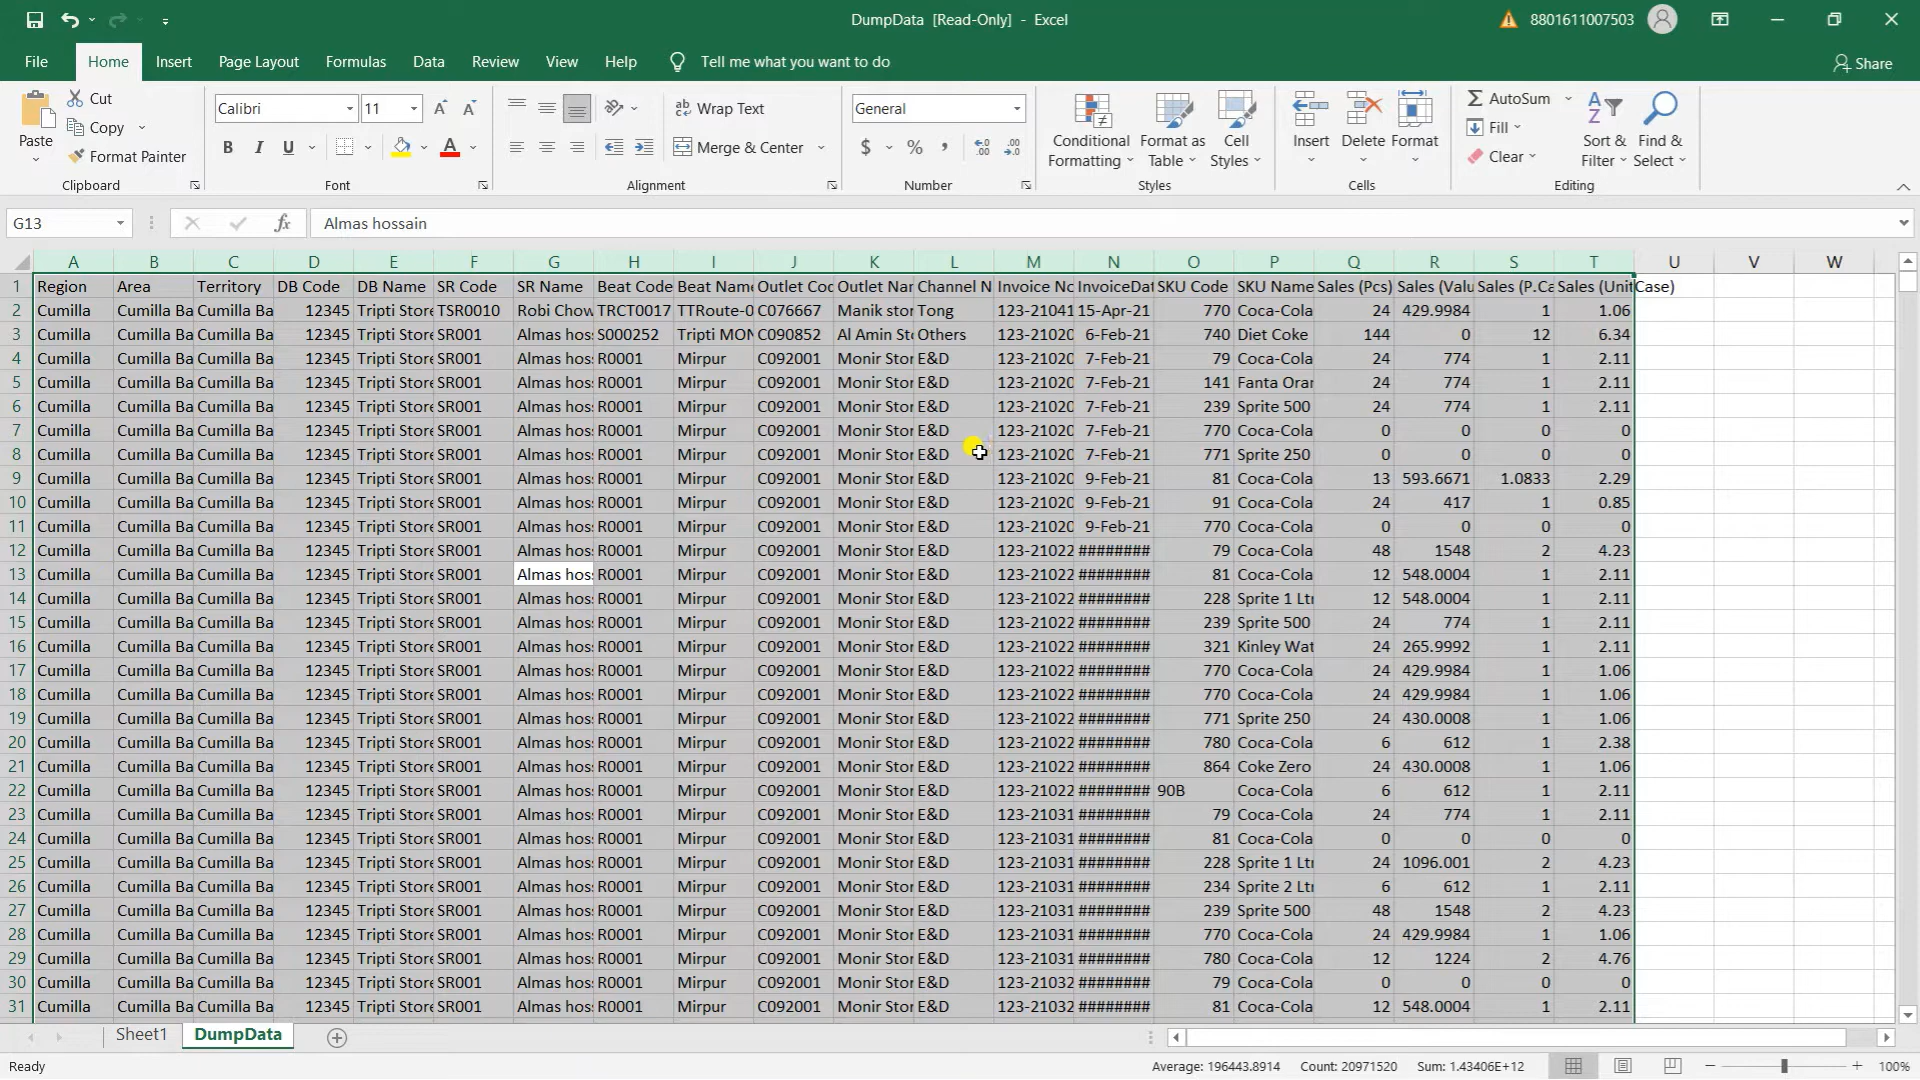 DumpData [Read-Only] - Excel
8801611007503
File Home Insert Page Layout Formulas Data Review View Help Tell me what you want to do Share
Paste
Cut
Copy
Format Painter
Clipboard
Calibri 11
B I U A
Font
ab Wrap Text
Merge & Center
Alignment
General
$ % ,
Number
Conditional Formatting
Format as Table
Cell Styles
Styles
Insert Delete Format
Cells
AutoSum
Fill
Clear
Sort & Filter
Find & Select
Editing
G13 fx Almas hossain
A B C D E F G H I J K L M N O P Q R S T U V W
1 Region Area Territory DB Code DB Name SR Code SR Name Beat Code Beat Nam Outlet Coc Outlet Nar Channel N Invoice Nc InvoiceDat SKU Code SKU Name Sales (Pcs) Sales (Valu Sales (P.Ca Sales (Unit Case)
2 Cumilla Cumilla Ba Cumilla Ba 12345 Tripti Store TSR0010 Robi Chow TRCT0017 TTRoute-0 C076667 Manik stor Tong 123-21041 15-Apr-21 770 Coca-Cola 24 429.9984 1 1.06
3 Cumilla Cumilla Ba Cumilla Ba 12345 Tripti Store SR001 Almas hos S000252 Tripti MON C090852 Al Amin Sto Others 123-21020 6-Feb-21 740 Diet Coke 144 0 12 6.34
4 Cumilla Cumilla Ba Cumilla Ba 12345 Tripti Store SR001 Almas hos R0001 Mirpur C092001 Monir Stor E&D 123-21020 7-Feb-21 79 Coca-Cola 24 774 1 2.11
5 Cumilla Cumilla Ba Cumilla Ba 12345 Tripti Store SR001 Almas hos R0001 Mirpur C092001 Monir Stor E&D 123-21020 7-Feb-21 141 Fanta Orar 24 774 1 2.11
6 Cumilla Cumilla Ba Cumilla Ba 12345 Tripti Store SR001 Almas hos R0001 Mirpur C092001 Monir Stor E&D 123-21020 7-Feb-21 239 Sprite 500 24 774 1 2.11
7 Cumilla Cumilla Ba Cumilla Ba 12345 Tripti Store SR001 Almas hos R0001 Mirpur C092001 Monir Stor E&D 123-21020 7-Feb-21 770 Coca-Cola 0 0 0 0
8 Cumilla Cumilla Ba Cumilla Ba 12345 Tripti Store SR001 Almas hos R0001 Mirpur C092001 Monir Stor E&D 123-21020 7-Feb-21 771 Sprite 250 0 0 0 0
9 Cumilla Cumilla Ba Cumilla Ba 12345 Tripti Store SR001 Almas hos R0001 Mirpur C092001 Monir Stor E&D 123-21020 9-Feb-21 81 Coca-Cola 13 593.6671 1.0833 2.29
10 Cumilla Cumilla Ba Cumilla Ba 12345 Tripti Store SR001 Almas hos R0001 Mirpur C092001 Monir Stor E&D 123-21020 9-Feb-21 91 Coca-Cola 24 417 1 0.85
11 Cumilla Cumilla Ba Cumilla Ba 12345 Tripti Store SR001 Almas hos R0001 Mirpur C092001 Monir Stor E&D 123-21020 9-Feb-21 770 Coca-Cola 0 0 0 0
12 Cumilla Cumilla Ba Cumilla Ba 12345 Tripti Store SR001 Almas hos R0001 Mirpur C092001 Monir Stor E&D 123-21022 ######## 79 Coca-Cola 48 1548 2 4.23
13 Cumilla Cumilla Ba Cumilla Ba 12345 Tripti Store SR001 Almas hos R0001 Mirpur C092001 Monir Stor E&D 123-21022 ######## 81 Coca-Cola 12 548.0004 1 2.11
14 Cumilla Cumilla Ba Cumilla Ba 12345 Tripti Store SR001 Almas hos R0001 Mirpur C092001 Monir Stor E&D 123-21022 ######## 228 Sprite 1 Ltr 12 548.0004 1 2.11
15 Cumilla Cumilla Ba Cumilla Ba 12345 Tripti Store SR001 Almas hos R0001 Mirpur C092001 Monir Stor E&D 123-21022 ######## 239 Sprite 500 24 774 1 2.11
16 Cumilla Cumilla Ba Cumilla Ba 12345 Tripti Store SR001 Almas hos R0001 Mirpur C092001 Monir Stor E&D 123-21022 ######## 321 Kinley Wat 24 265.9992 1 2.11
17 Cumilla Cumilla Ba Cumilla Ba 12345 Tripti Store SR001 Almas hos R0001 Mirpur C092001 Monir Stor E&D 123-21022 ######## 770 Coca-Cola 24 429.9984 1 1.06
18 Cumilla Cumilla Ba Cumilla Ba 12345 Tripti Store SR001 Almas hos R0001 Mirpur C092001 Monir Stor E&D 123-21022 ######## 770 Coca-Cola 24 429.9984 1 1.06
19 Cumilla Cumilla Ba Cumilla Ba 12345 Tripti Store SR001 Almas hos R0001 Mirpur C092001 Monir Stor E&D 123-21022 ######## 771 Sprite 250 24 430.0008 1 1.06
20 Cumilla Cumilla Ba Cumilla Ba 12345 Tripti Store SR001 Almas hos R0001 Mirpur C092001 Monir Stor E&D 123-21022 ######## 780 Coca-Cola 6 612 1 2.38
21 Cumilla Cumilla Ba Cumilla Ba 12345 Tripti Store SR001 Almas hos R0001 Mirpur C092001 Monir Stor E&D 123-21022 ######## 864 Coke Zero 24 430.0008 1 1.06
22 Cumilla Cumilla Ba Cumilla Ba 12345 Tripti Store SR001 Almas hos R0001 Mirpur C092001 Monir Stor E&D 123-21022 ######## 90B Coca-Cola 6 612 1 2.11
23 Cumilla Cumilla Ba Cumilla Ba 12345 Tripti Store SR001 Almas hos R0001 Mirpur C092001 Monir Stor E&D 123-21031 ######## 79 Coca-Cola 24 774 1 2.11
24 Cumilla Cumilla Ba Cumilla Ba 12345 Tripti Store SR001 Almas hos R0001 Mirpur C092001 Monir Stor E&D 123-21031 ######## 81 Coca-Cola 0 0 0 0
25 Cumilla Cumilla Ba Cumilla Ba 12345 Tripti Store SR001 Almas hos R0001 Mirpur C092001 Monir Stor E&D 123-21031 ######## 228 Sprite 1 Ltr 24 1096.001 2 4.23
26 Cumilla Cumilla Ba Cumilla Ba 12345 Tripti Store SR001 Almas hos R0001 Mirpur C092001 Monir Stor E&D 123-21031 ######## 234 Sprite 2 Ltr 6 612 1 2.11
27 Cumilla Cumilla Ba Cumilla Ba 12345 Tripti Store SR001 Almas hos R0001 Mirpur C092001 Monir Stor E&D 123-21031 ######## 239 Sprite 500 48 1548 2 4.23
28 Cumilla Cumilla Ba Cumilla Ba 12345 Tripti Store SR001 Almas hos R0001 Mirpur C092001 Monir Stor E&D 123-21031 ######## 770 Coca-Cola 24 429.9984 1 1.06
29 Cumilla Cumilla Ba Cumilla Ba 12345 Tripti Store SR001 Almas hos R0001 Mirpur C092001 Monir Stor E&D 123-21031 ######## 780 Coca-Cola 12 1224 2 4.76
30 Cumilla Cumilla Ba Cumilla Ba 12345 Tripti Store SR001 Almas hos R0001 Mirpur C092001 Monir Stor E&D 123-21032 ######## 79 Coca-Cola 0 0 0 0
31 Cumilla Cumilla Ba Cumilla Ba 12345 Tripti Store SR001 Almas hos R0001 Mirpur C092001 Monir Stor E&D 123-21032 ######## 81 Coca-Cola 12 548.0004 1 2.11
Sheet1 DumpData
Ready Average: 196443.8914 Count: 20971520 Sum: 1.43406E+12 100%